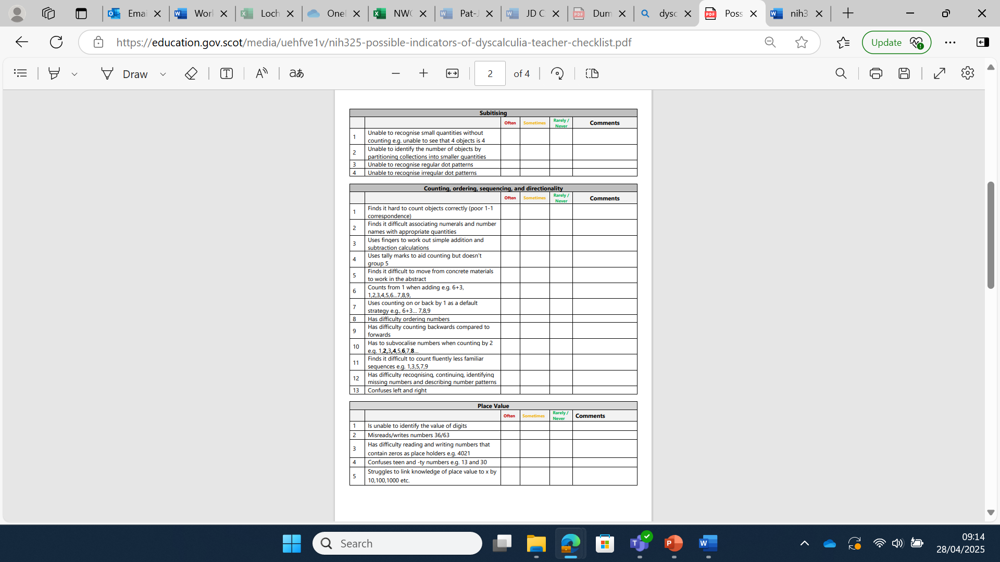 Emai
Worl
Loch
Onel
NWC
Pat-J
JD C
Dum
dysc
Poss
nih3
https://education.gov.scot/media/uehfve1v/nih325-possible-indicators-of-dyscalculia-teacher-checklist.pdf
Update
Draw
2 of 4
Subitising
Often Sometimes Rarely / Never Comments
1 Unable to recognise small quantities without
counting e.g. unable to see that 4 objects is 4
2 Unable to identify the number of objects by
partitioning collections into smaller quantities
3 Unable to recognise regular dot patterns
4 Unable to recognise irregular dot patterns
Counting, ordering, sequencing, and directionality
Often Sometimes Rarely / Never Comments
1 Finds it hard to count objects correctly (poor 1-1
correspondence)
2 Finds it difficult associating numerals and number
names with appropriate quantities
3 Uses fingers to work out simple addition and
subtraction calculations
4 Uses tally marks to aid counting but doesn't
group 5
5 Finds it difficult to move from concrete materials
to work in the abstract
6 Counts from 1 when adding e.g. 6+3,
1,2,3,4,5,6...7,8,9,
7 Uses counting on or back by 1 as a default
strategy e.g., 6+3... 7,8,9
8 Has difficulty ordering numbers
9 Has difficulty counting backwards compared to
forwards
10 Has to subvocalise numbers when counting by 2
e.g. 1,2,3,4,5,6,7,8...
11 Finds it difficult to count fluently less familiar
sequences e.g. 1,3,5,7,9
12 Has difficulty recognising, continuing, identifying
missing numbers and describing number patterns
13 Confuses left and right
Place Value
Often Sometimes Rarely / Never Comments
1 Is unable to identify the value of digits
2 Misreads/writes numbers 36/63
3 Has difficulty reading and writing numbers that
contain zeros as place holders e.g. 4021
4 Confuses teen and -ty numbers e.g. 13 and 30
5 Struggles to link knowledge of place value to x by
10,100,1000 etc.
Search
09:14
28/04/2025